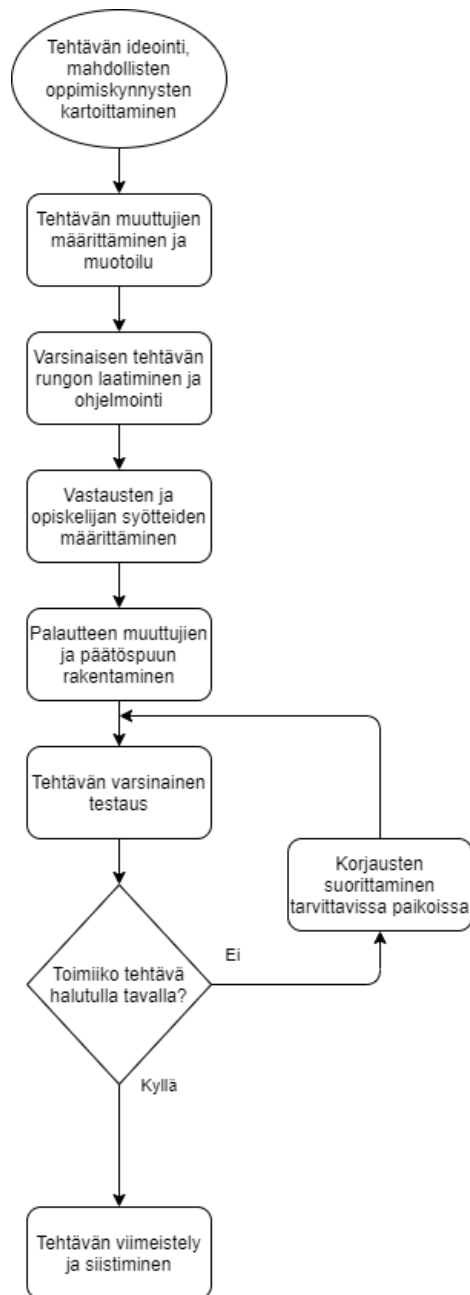 Tehtävän ideointi,
mahdollisten
oppimiskynnysten
kartoittaminen
Tehtävän muuttujien
määrittäminen ja
muotoilu
Varsinaisen tehtävän
rungon laatiminen ja
ohjelmointi
Vastausten ja
opiskelijan syötteiden
määrittäminen
Palautteen muuttujien
ja päätöspuun
rakentaminen
Tehtävän varsinainen
testaus
Korjausten
suorittaminen
tarvittavissa paikoissa
Toimiiko tehtävä
halutulla tavalla?
Ei
Kyllä
Tehtävän viimeistely
ja siistiminen